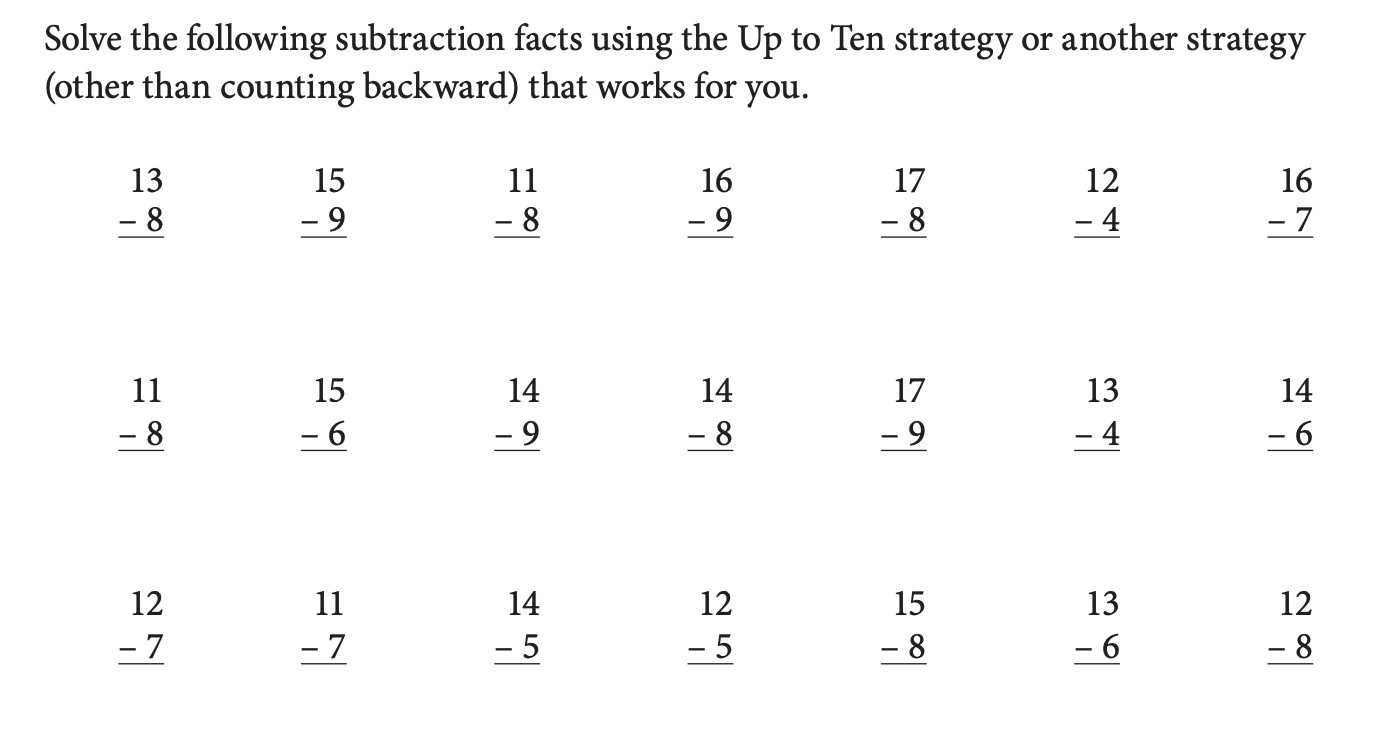 Solve the following subtraction facts using the Up to Ten strategy or another strategy
(other than counting backward) that works for you.
13 15 11 16 17 12 16
– 8 – 9 – 8 – 9 – 8 – 4 – 7
11 15 14 14 17 13 14
– 8 – 6 – 9 – 8 – 9 – 4 – 6
12 11 14 12 15 13 12
– 7 – 7 – 5 – 5 – 8 – 6 – 8